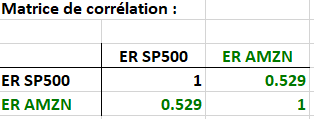 Matrice de corrélation :
ER SP500 ER AMZN
ER SP500 1 0.529
ER AMZN 0.529 1